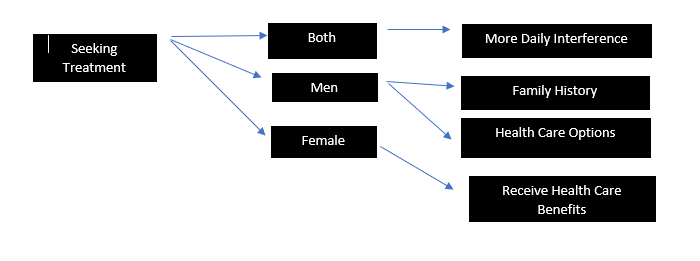 Seeking
Treatment
Both
More Daily Interference
Men
Family History
Health Care Options
Female
Receive Health Care
Benefits